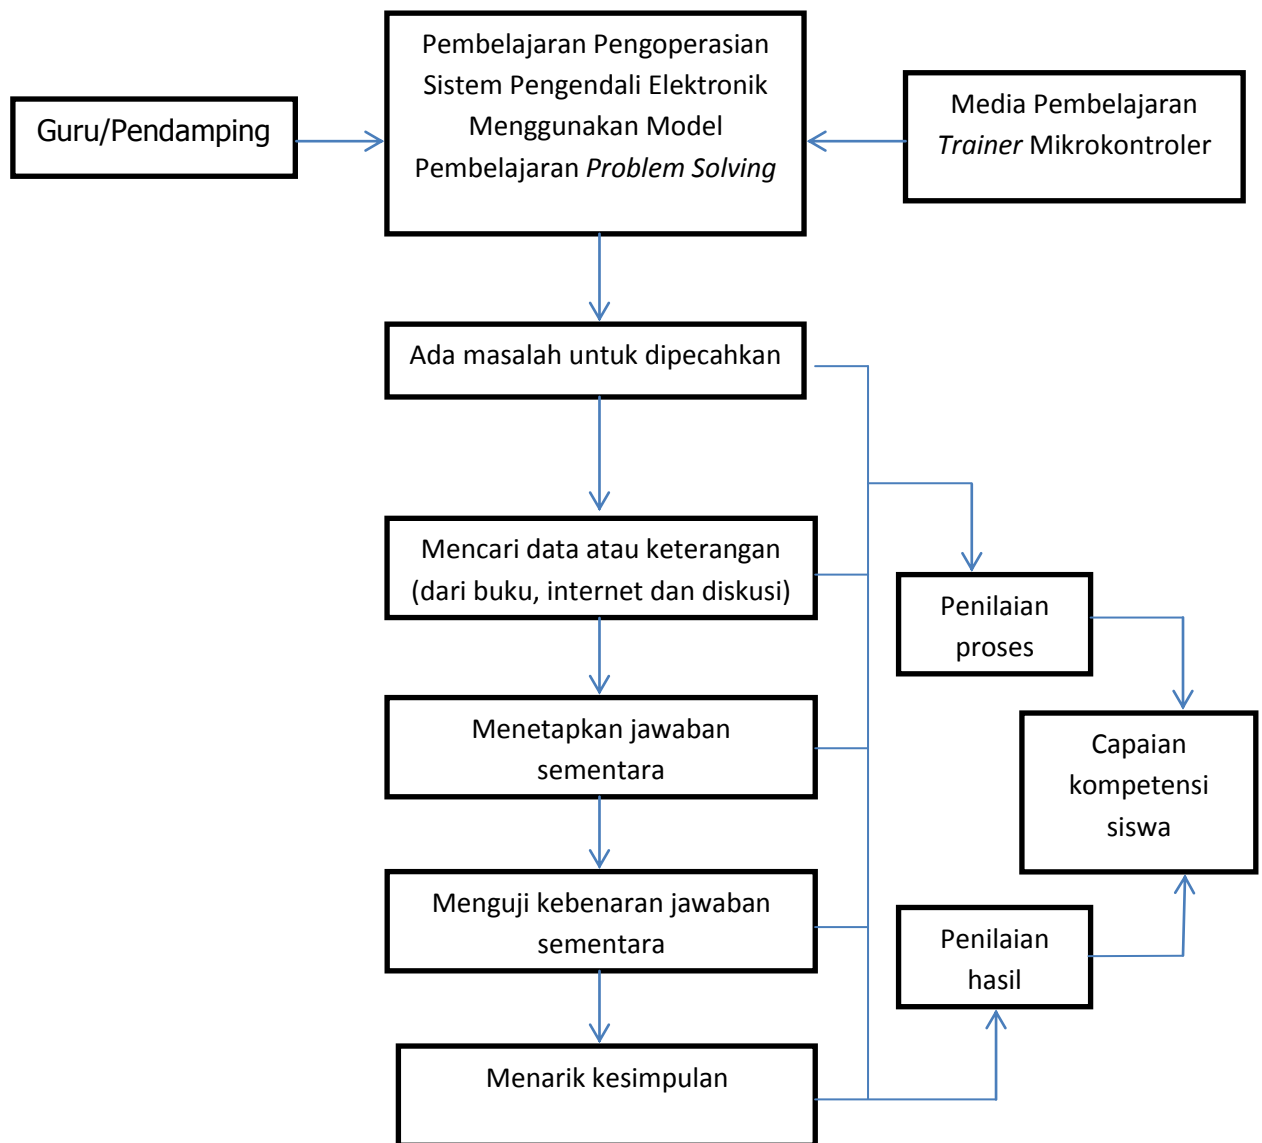 Guru/Pendamping
Pembelajaran Pengoperasian
Sistem Pengendali Elektronik
Menggunakan Model
Pembelajaran Problem Solving
Media Pembelajaran
Trainer Mikrokontroler
Ada masalah untuk dipecahkan
Mencari data atau keterangan
(dari buku, internet dan diskusi)
Menetapkan jawaban
sementara
Menguji kebenaran jawaban
sementara
Menarik kesimpulan
Penilaian
proses
Penilaian
hasil
Capaian
kompetensi
siswa